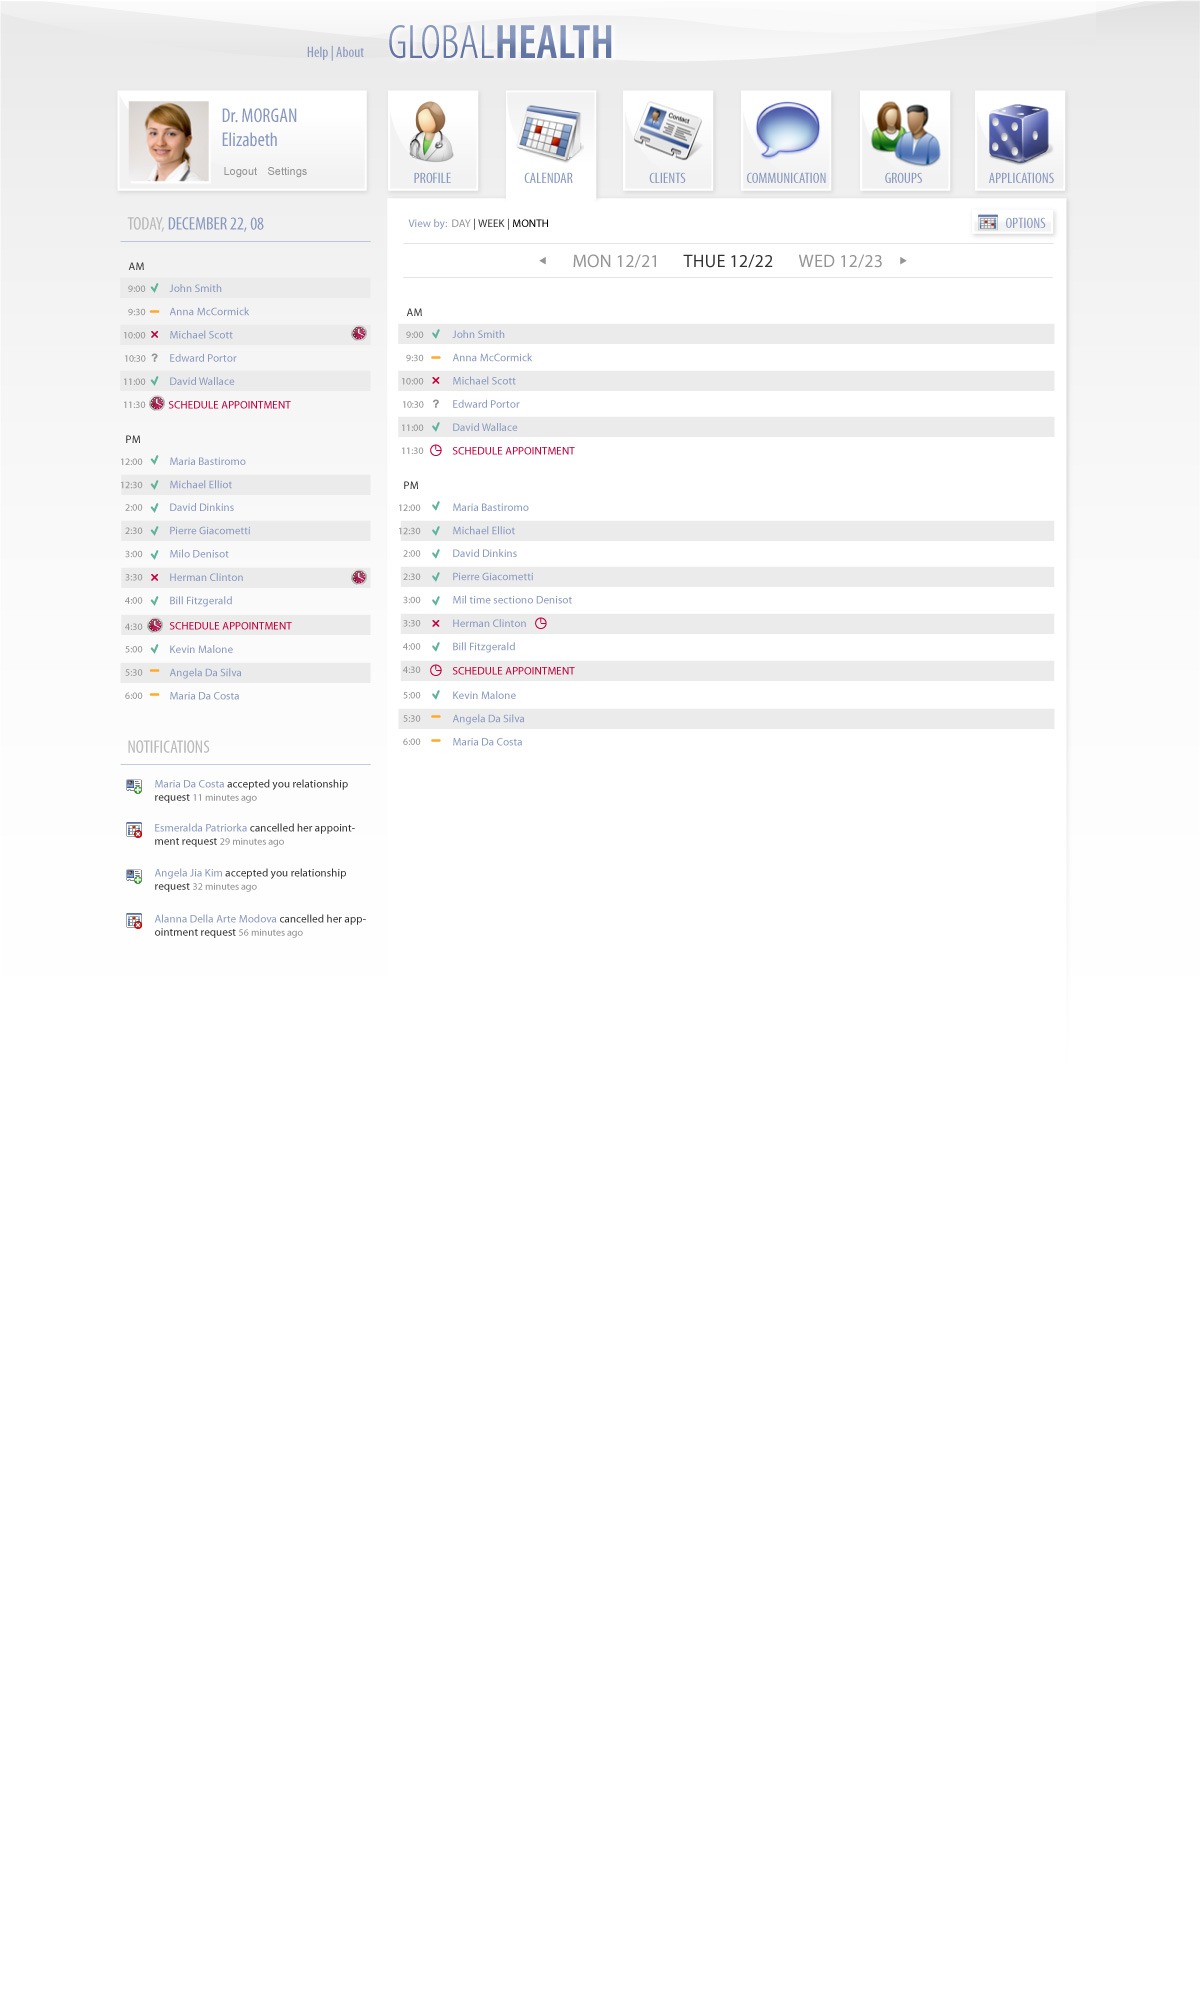 Help | About
GLOBALHEALTH
Dr. MORGAN
Elizabeth
Logout Settings
PROFILE
CALENDAR
Contact
CLIENTS
COMMUNICATION
GROUPS
APPLICATIONS
TODAY, DECEMBER 22, 08
AM
9:00 John Smith
9:30 Anna McCormick
10:00 Michael Scott
10:30 ? Edward Portor
11:00 David Wallace
11:30 SCHEDULE APPOINTMENT
PM
12:00 Maria Bastiromo
12:30 Michael Elliot
2:00 David Dinkins
2:30 Pierre Giacometti
3:00 Milo Denisot
3:30 Herman Clinton
4:00 Bill Fitzgerald
4:30 SCHEDULE APPOINTMENT
5:00 Kevin Malone
5:30 Angela Da Silva
6:00 Maria Da Costa
NOTIFICATIONS
Maria Da Costa accepted you relationship
request 11 minutes ago
Esmeralda Patriorka cancelled her appoint-
ment request 29 minutes ago
Angela Jia Kim accepted you relationship
request 32 minutes ago
Alanna Della Arte Modova cancelled her app-
ointment request 56 minutes ago
View by: DAY | WEEK | MONTH
OPTIONS
MON 12/21 THUE 12/22 WED 12/23
AM
9:00 John Smith
9:30 Anna McCormick
10:00 Michael Scott
10:30 ? Edward Portor
11:00 David Wallace
11:30 SCHEDULE APPOINTMENT
PM
12:00 Maria Bastiromo
12:30 Michael Elliot
2:00 David Dinkins
2:30 Pierre Giacometti
3:00 Mil time sectiono Denisot
3:30 Herman Clinton
4:00 Bill Fitzgerald
4:30 SCHEDULE APPOINTMENT
5:00 Kevin Malone
5:30 Angela Da Silva
6:00 Maria Da Costa